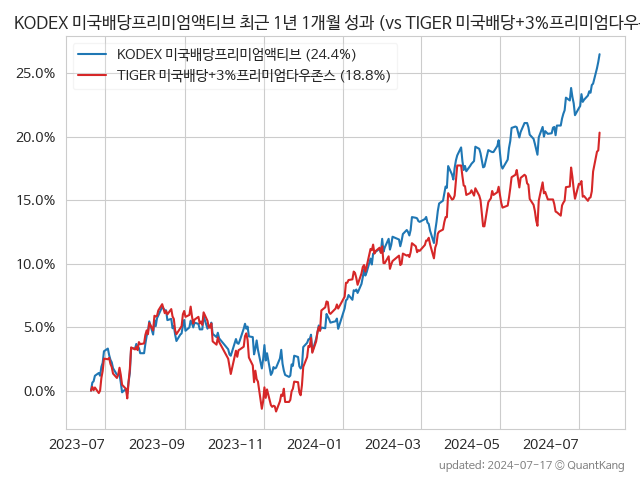 KODEX 미국배당프리미엄액티브 최근 1년 1개월 성과 (vs TIGER 미국배당+3%프리미엄다우
KODEX 미국배당프리미엄액티브 (24.4%)
TIGER 미국배당+3%프리미엄다우존스 (18.8%)
25.0%
20.0%
15.0%
10.0%
5.0%
0.0%
2023-07 2023-09 2023-11 2024-01 2024-03 2024-05 2024-07
updated: 2024-07-17 © QuantKang